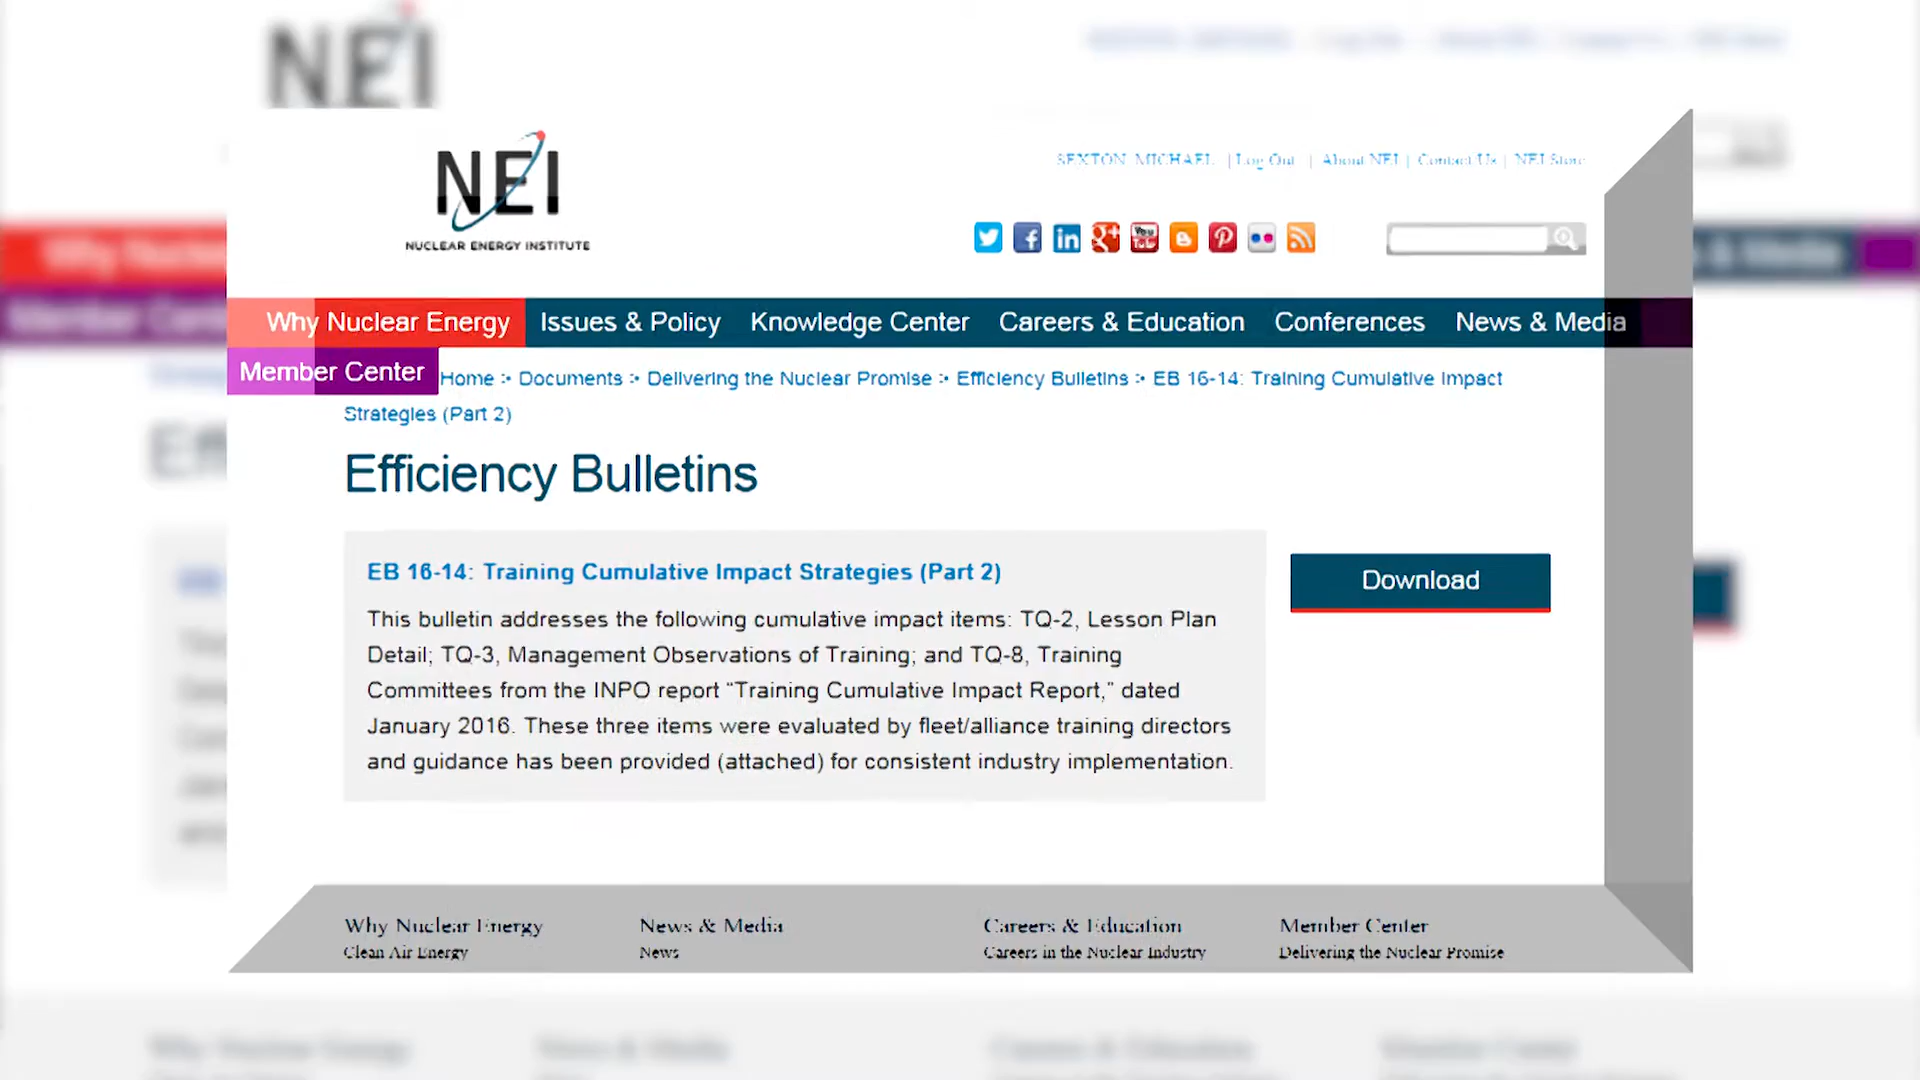 NEI
NEI
NUCLEAR ENERGY INSTITUTE
SEXTON, MICHAEL | Log Out | About NEI | Contact Us | NEI Store
Why Nuclear Energy Issues & Policy Knowledge Center Careers & Education Conferences News & Media
Member Center
Home :- Documents :- Delivering the Nuclear Promise :- Efficiency Bulletins :- EB 16-14: Training Cumulative Impact
Strategies (Part 2)
Efficiency Bulletins
EB 16-14: Training Cumulative Impact Strategies (Part 2)
Download
This bulletin addresses the following cumulative impact items: TQ-2, Lesson Plan
Detail; TQ-3, Management Observations of Training; and TQ-8, Training
Committees from the INPO report “Training Cumulative Impact Report,” dated
January 2016. These three items were evaluated by fleet/alliance training directors
and guidance has been provided (attached) for consistent industry implementation.
Why Nuclear Energy News & Media Careers & Education Member Center
Clean Air Energy News Careers in the Nuclear Industry Delivering the Nuclear Promise